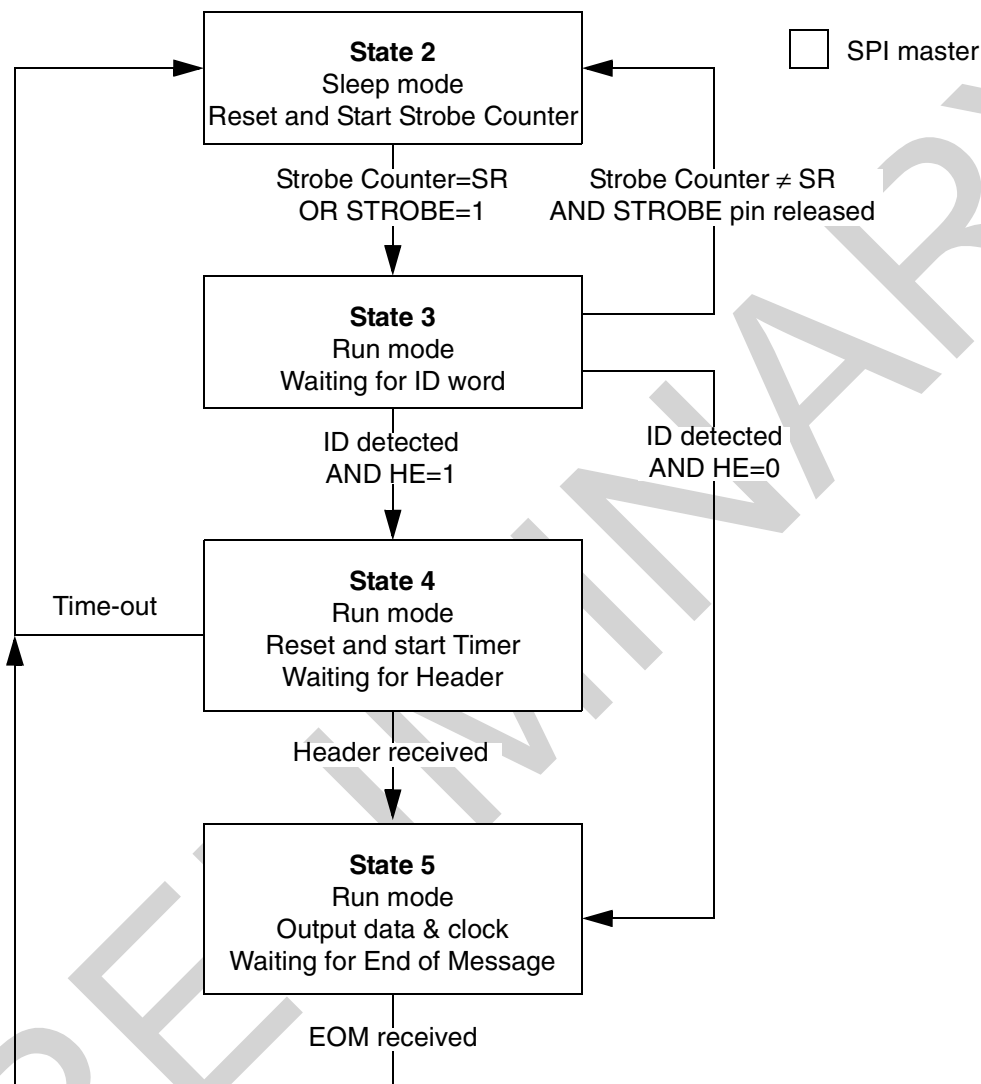 State 2
Sleep mode
Reset and Start Strobe Counter
SPI master
Strobe Counter=SR
OR STROBE=1
Strobe Counter ≠ SR
AND STROBE pin released
State 3
Run mode
Waiting for ID word
ID detected
AND HE=1
ID detected
AND HE=0
State 4
Run mode
Reset and start Timer
Waiting for Header
Time-out
Header received
State 5
Run mode
Output data & clock
Waiting for End of Message
EOM received
PRELIMINARY